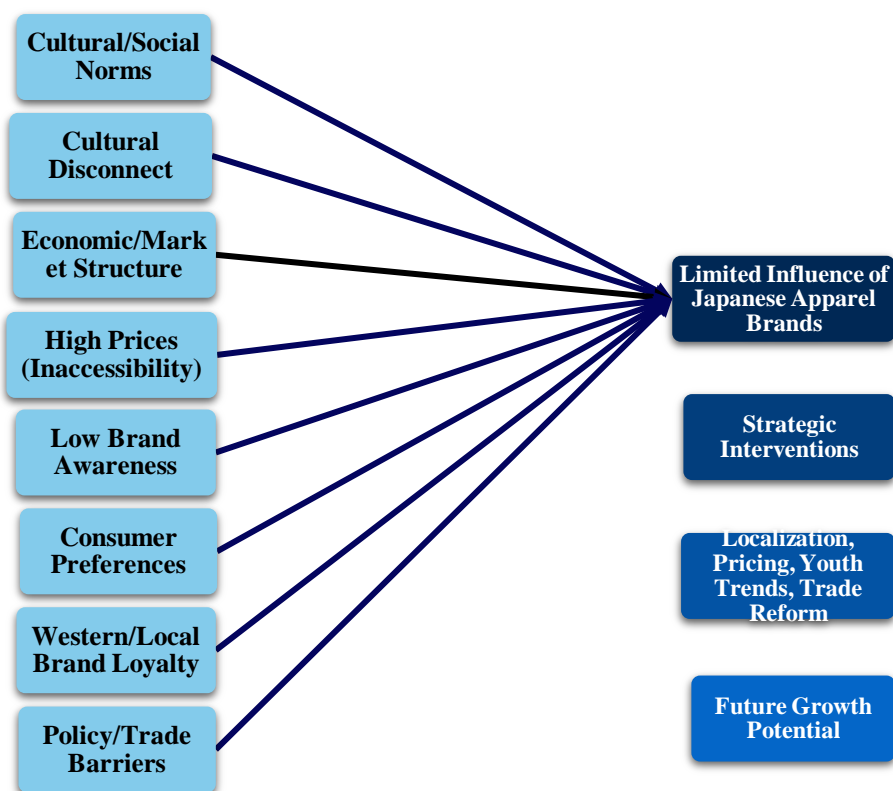 Cultural/Social
Norms
Cultural
Disconnect
Economic/Mark
et Structure
High Prices
(Inaccessibility)
Low Brand
Awareness
Consumer
Preferences
Western/Local
Brand Loyalty
Policy/Trade
Barriers
Limited Influence of
Japanese Apparel
Brands
Strategic
Interventions
Localization,
Pricing, Youth
Trends, Trade
Reform
Future Growth
Potential